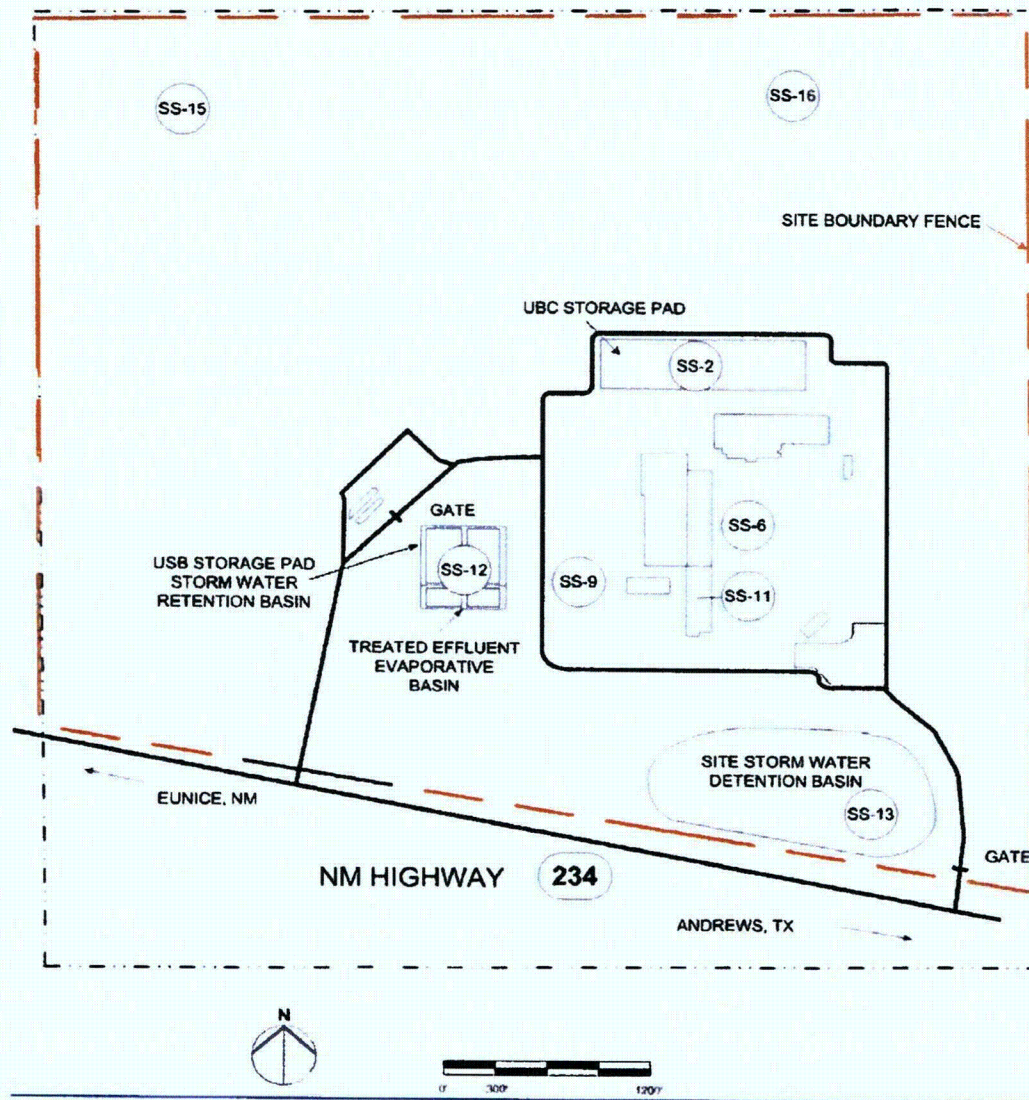 SS-15
SS-16
SITE BOUNDARY FENCE
UBC STORAGE PAD
SS-2
GATE
SS-6
USB STORAGE PAD
STORM WATER
RETENTION BASIN
SS-12
SS-9
SS-11
TREATED EFFLUENT
EVAPORATIVE
BASIN
SITE STORM WATER
DETENTION BASIN
EUNICE, NM
SS-13
GATE
NM HIGHWAY 234
ANDREWS, TX
N
0' 300' 1200'